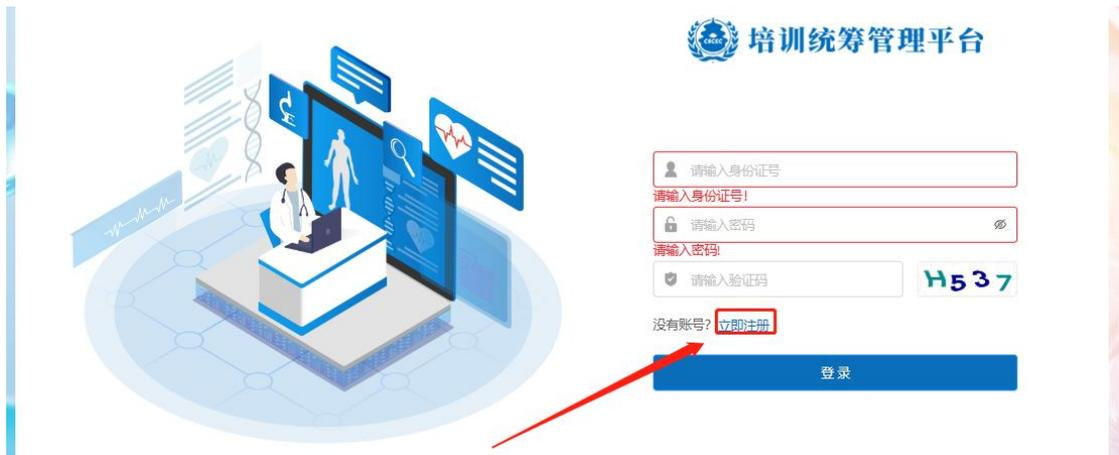 CSCEC
培训统筹管理平台
请输入身份证号
请输入身份证号!
请输入密码
请输入密码!
请输入验证码
H537
没有账号? 立即注册
登录